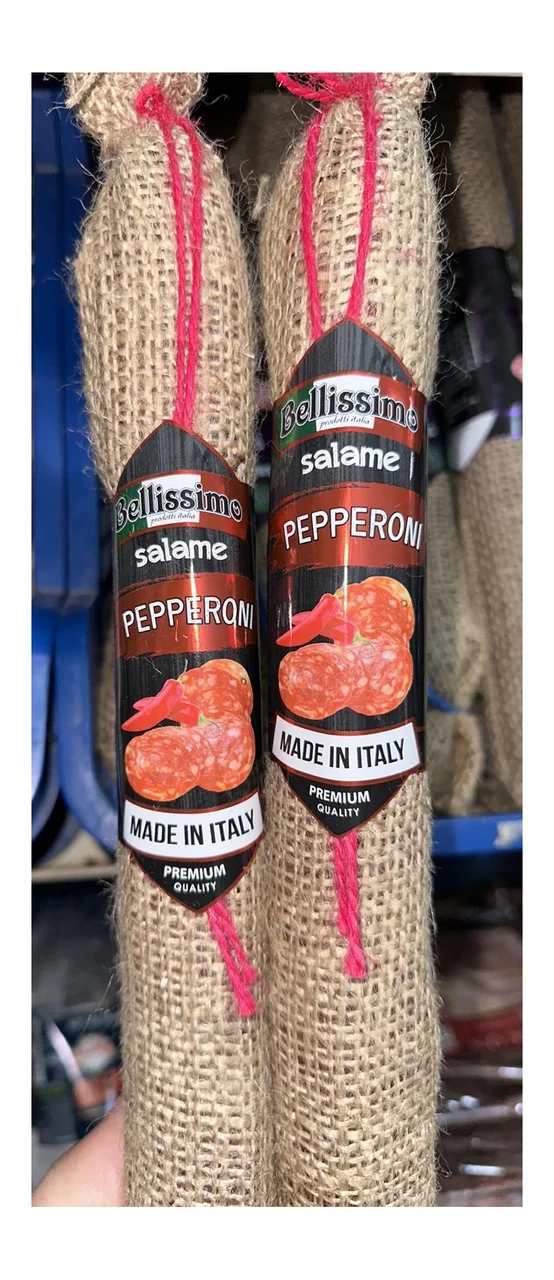 Bellissimo
prodotti italia
salame
PEPPERONI
MADE IN ITALY
PREMIUM
QUALITY
Bellissimo
prodotti italia
salame
PEPPERONI
MADE IN ITALY
PREMIUM
QUALITY